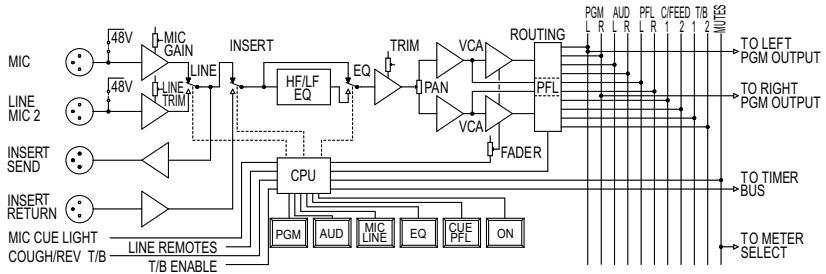 PGM AUD PFL C/FEED T/B
L R L R L R 1 2 1 2 MUTES
48V
MIC GAIN
MIC
LINE
INSERT
EQ
HF/LF EQ
TRIM
PAN
VCA
VCA
ROUTING
PFL
TO LEFT PGM OUTPUT
48V
LINE TRIM
LINE MIC 2
TO RIGHT PGM OUTPUT
INSERT SEND
FADER
CPU
TO TIMER BUS
INSERT RETURN
PGM
AUD
MIC LINE
EQ
CUE PFL
ON
MIC CUE LIGHT
LINE REMOTES
COUGH/REV T/B
T/B ENABLE
TO METER SELECT